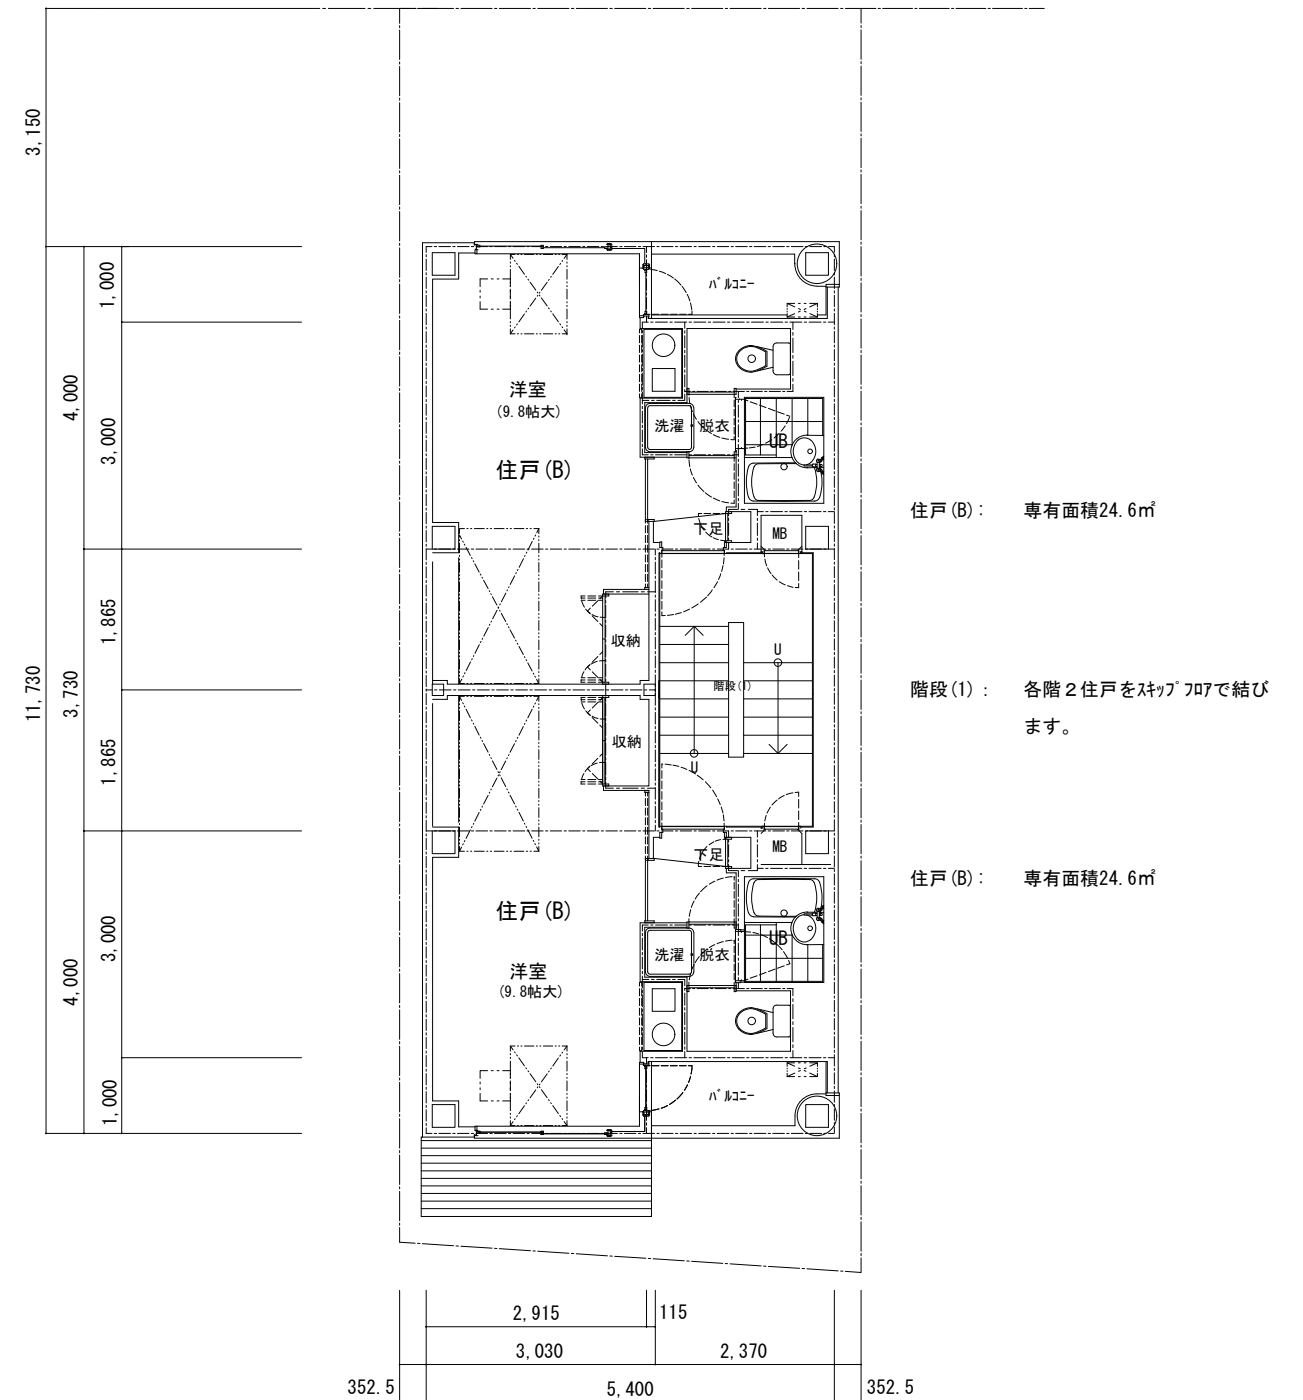 3,150
1,000
4,000
3,000
11,730
3,730
1,865
1,865
3,000
4,000
1,000
バルコニー
洋室
(9.8帖大)
住戸(B)
洗濯
脱衣
UB
下足
MB
収納
U
階段(1)
収納
U
下足
MB
住戸(B)
洗濯
脱衣
UB
洋室
(9.8帖大)
バルコニー
住戸(B): 専有面積24.6㎡
階段(1): 各階２住戸をスキップフロアで結び
ます。
住戸(B): 専有面積24.6㎡
2,915
115
3,030
2,370
352.5
5,400
352.5